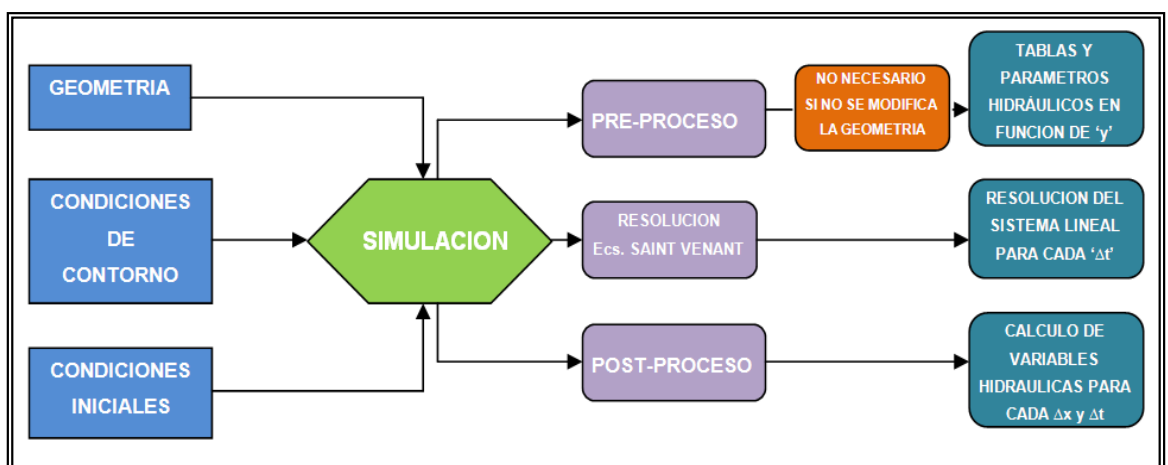 GEOMETRIA
CONDICIONES
DE
CONTORNO
CONDICIONES
INICIALES
SIMULACION
PRE-PROCESO
NO NECESARIO
SI NO SE MODIFICA
LA GEOMETRIA
TABLAS Y
PARAMETROS
HIDRÁULICOS EN
FUNCION DE ‘y’
RESOLUCION
Ecs. SAINT VENANT
RESOLUCION DEL
SISTEMA LINEAL
PARA CADA ‘Δt’
POST-PROCESO
CALCULO DE
VARIABLES
HIDRAULICAS PARA
CADA Δx y Δt